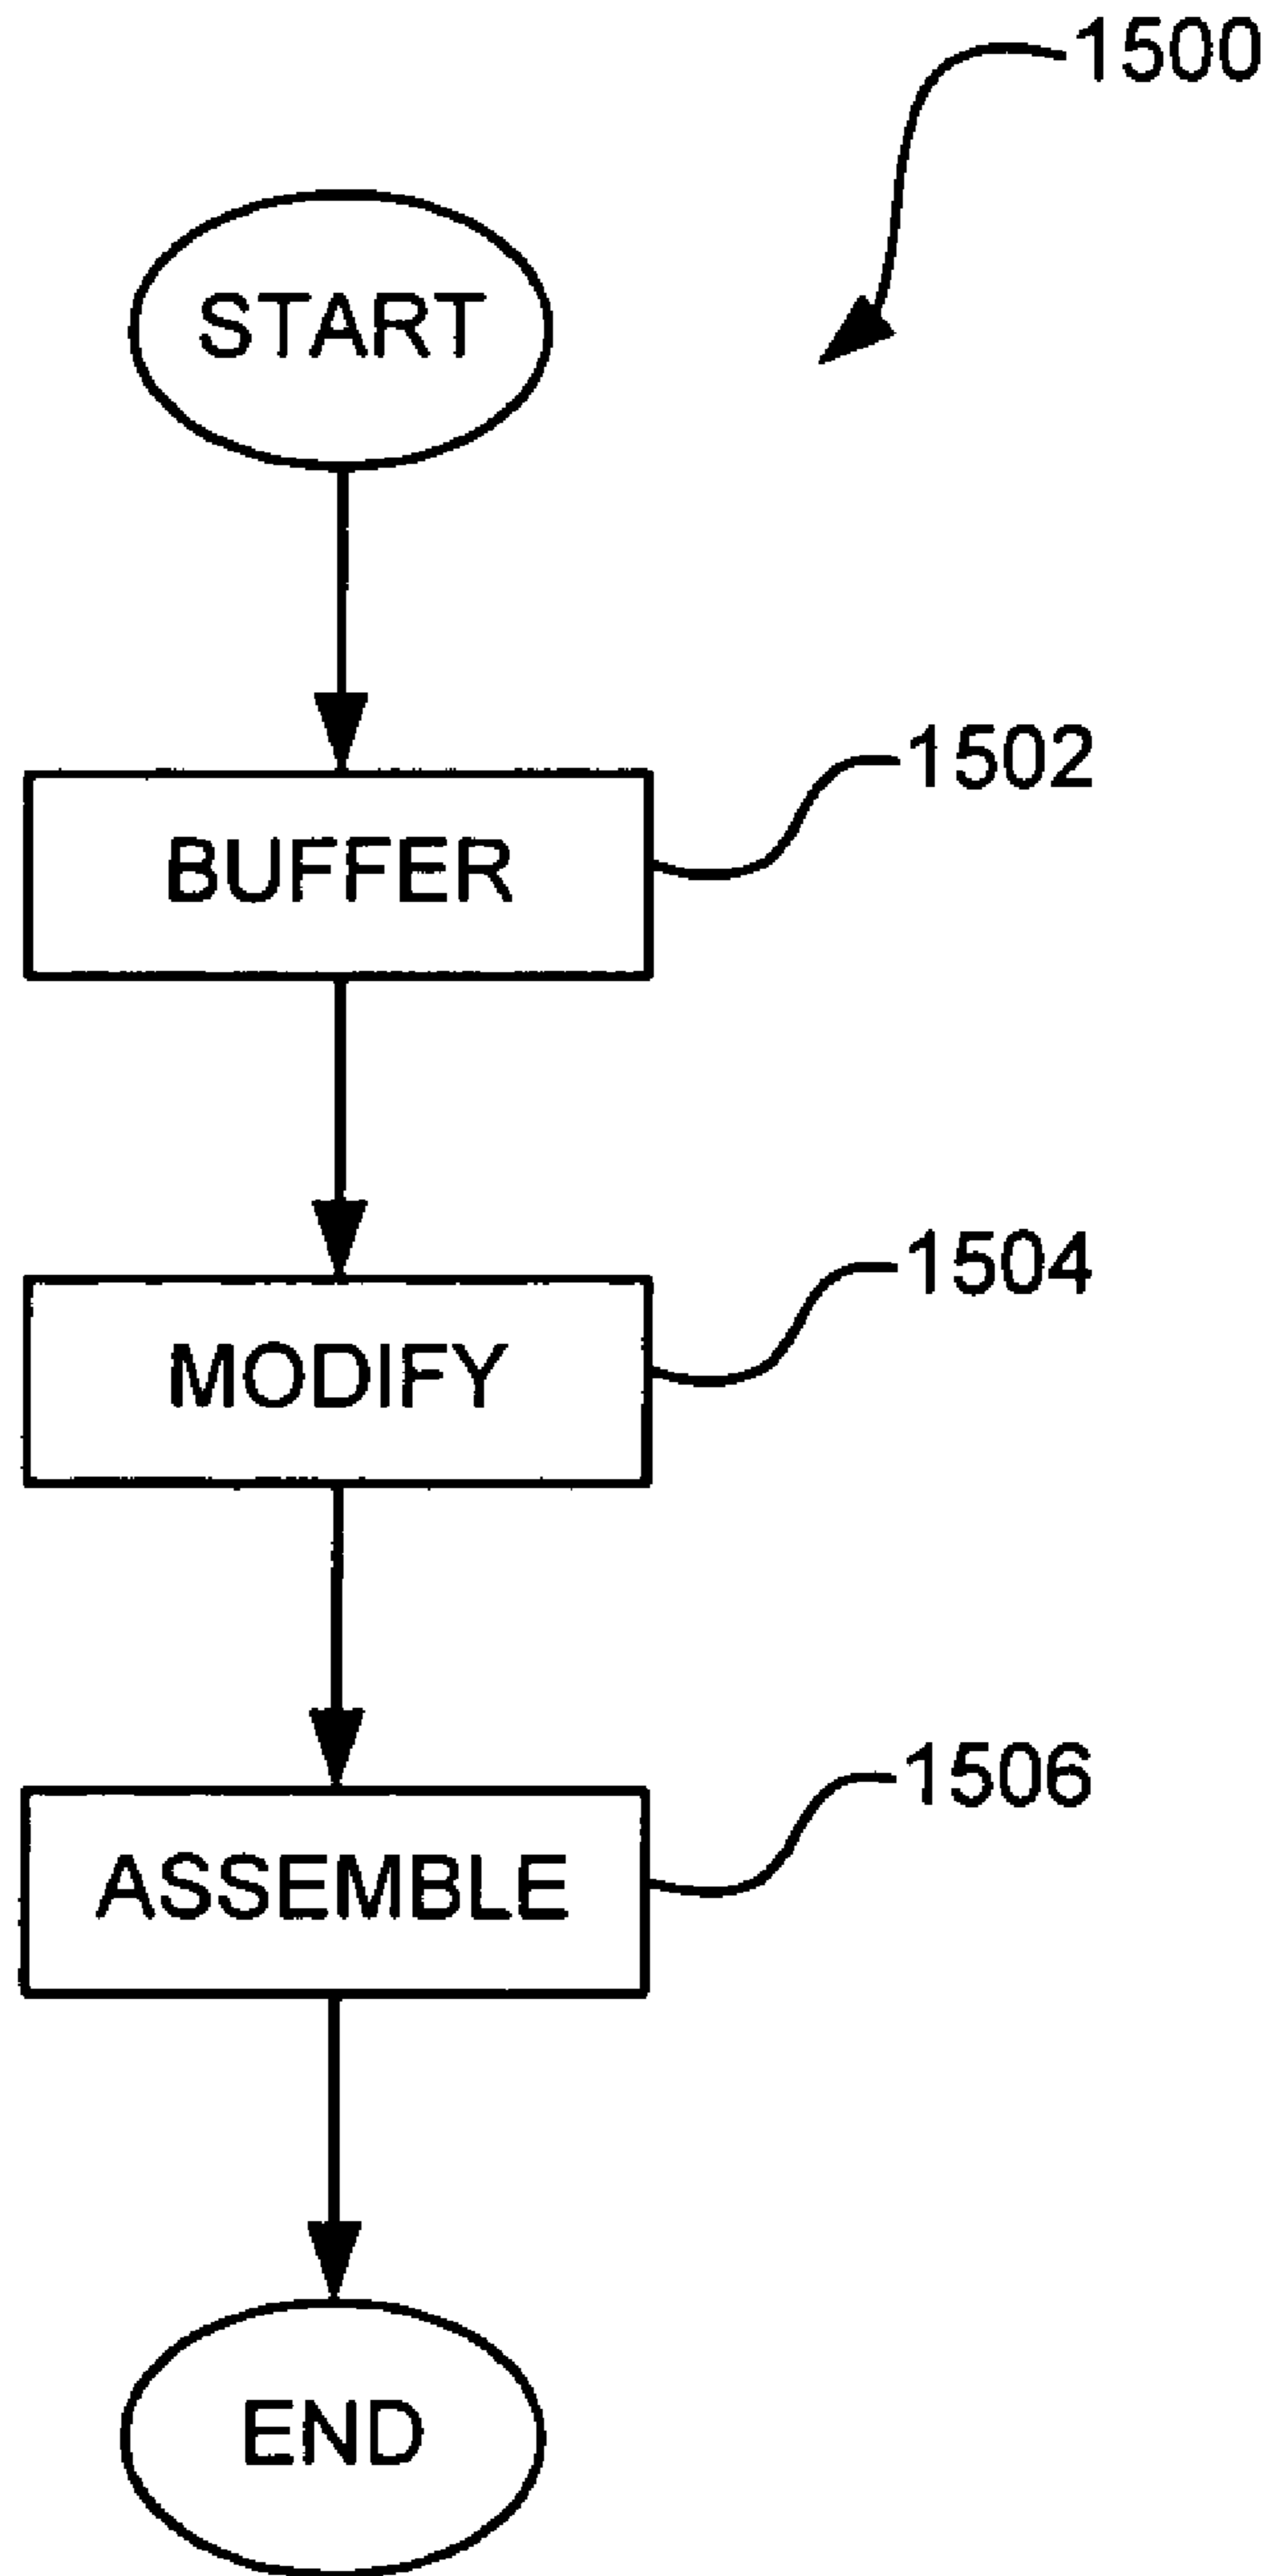 1500
START
BUFFER
1502
MODIFY
1504
ASSEMBLE
1506
END